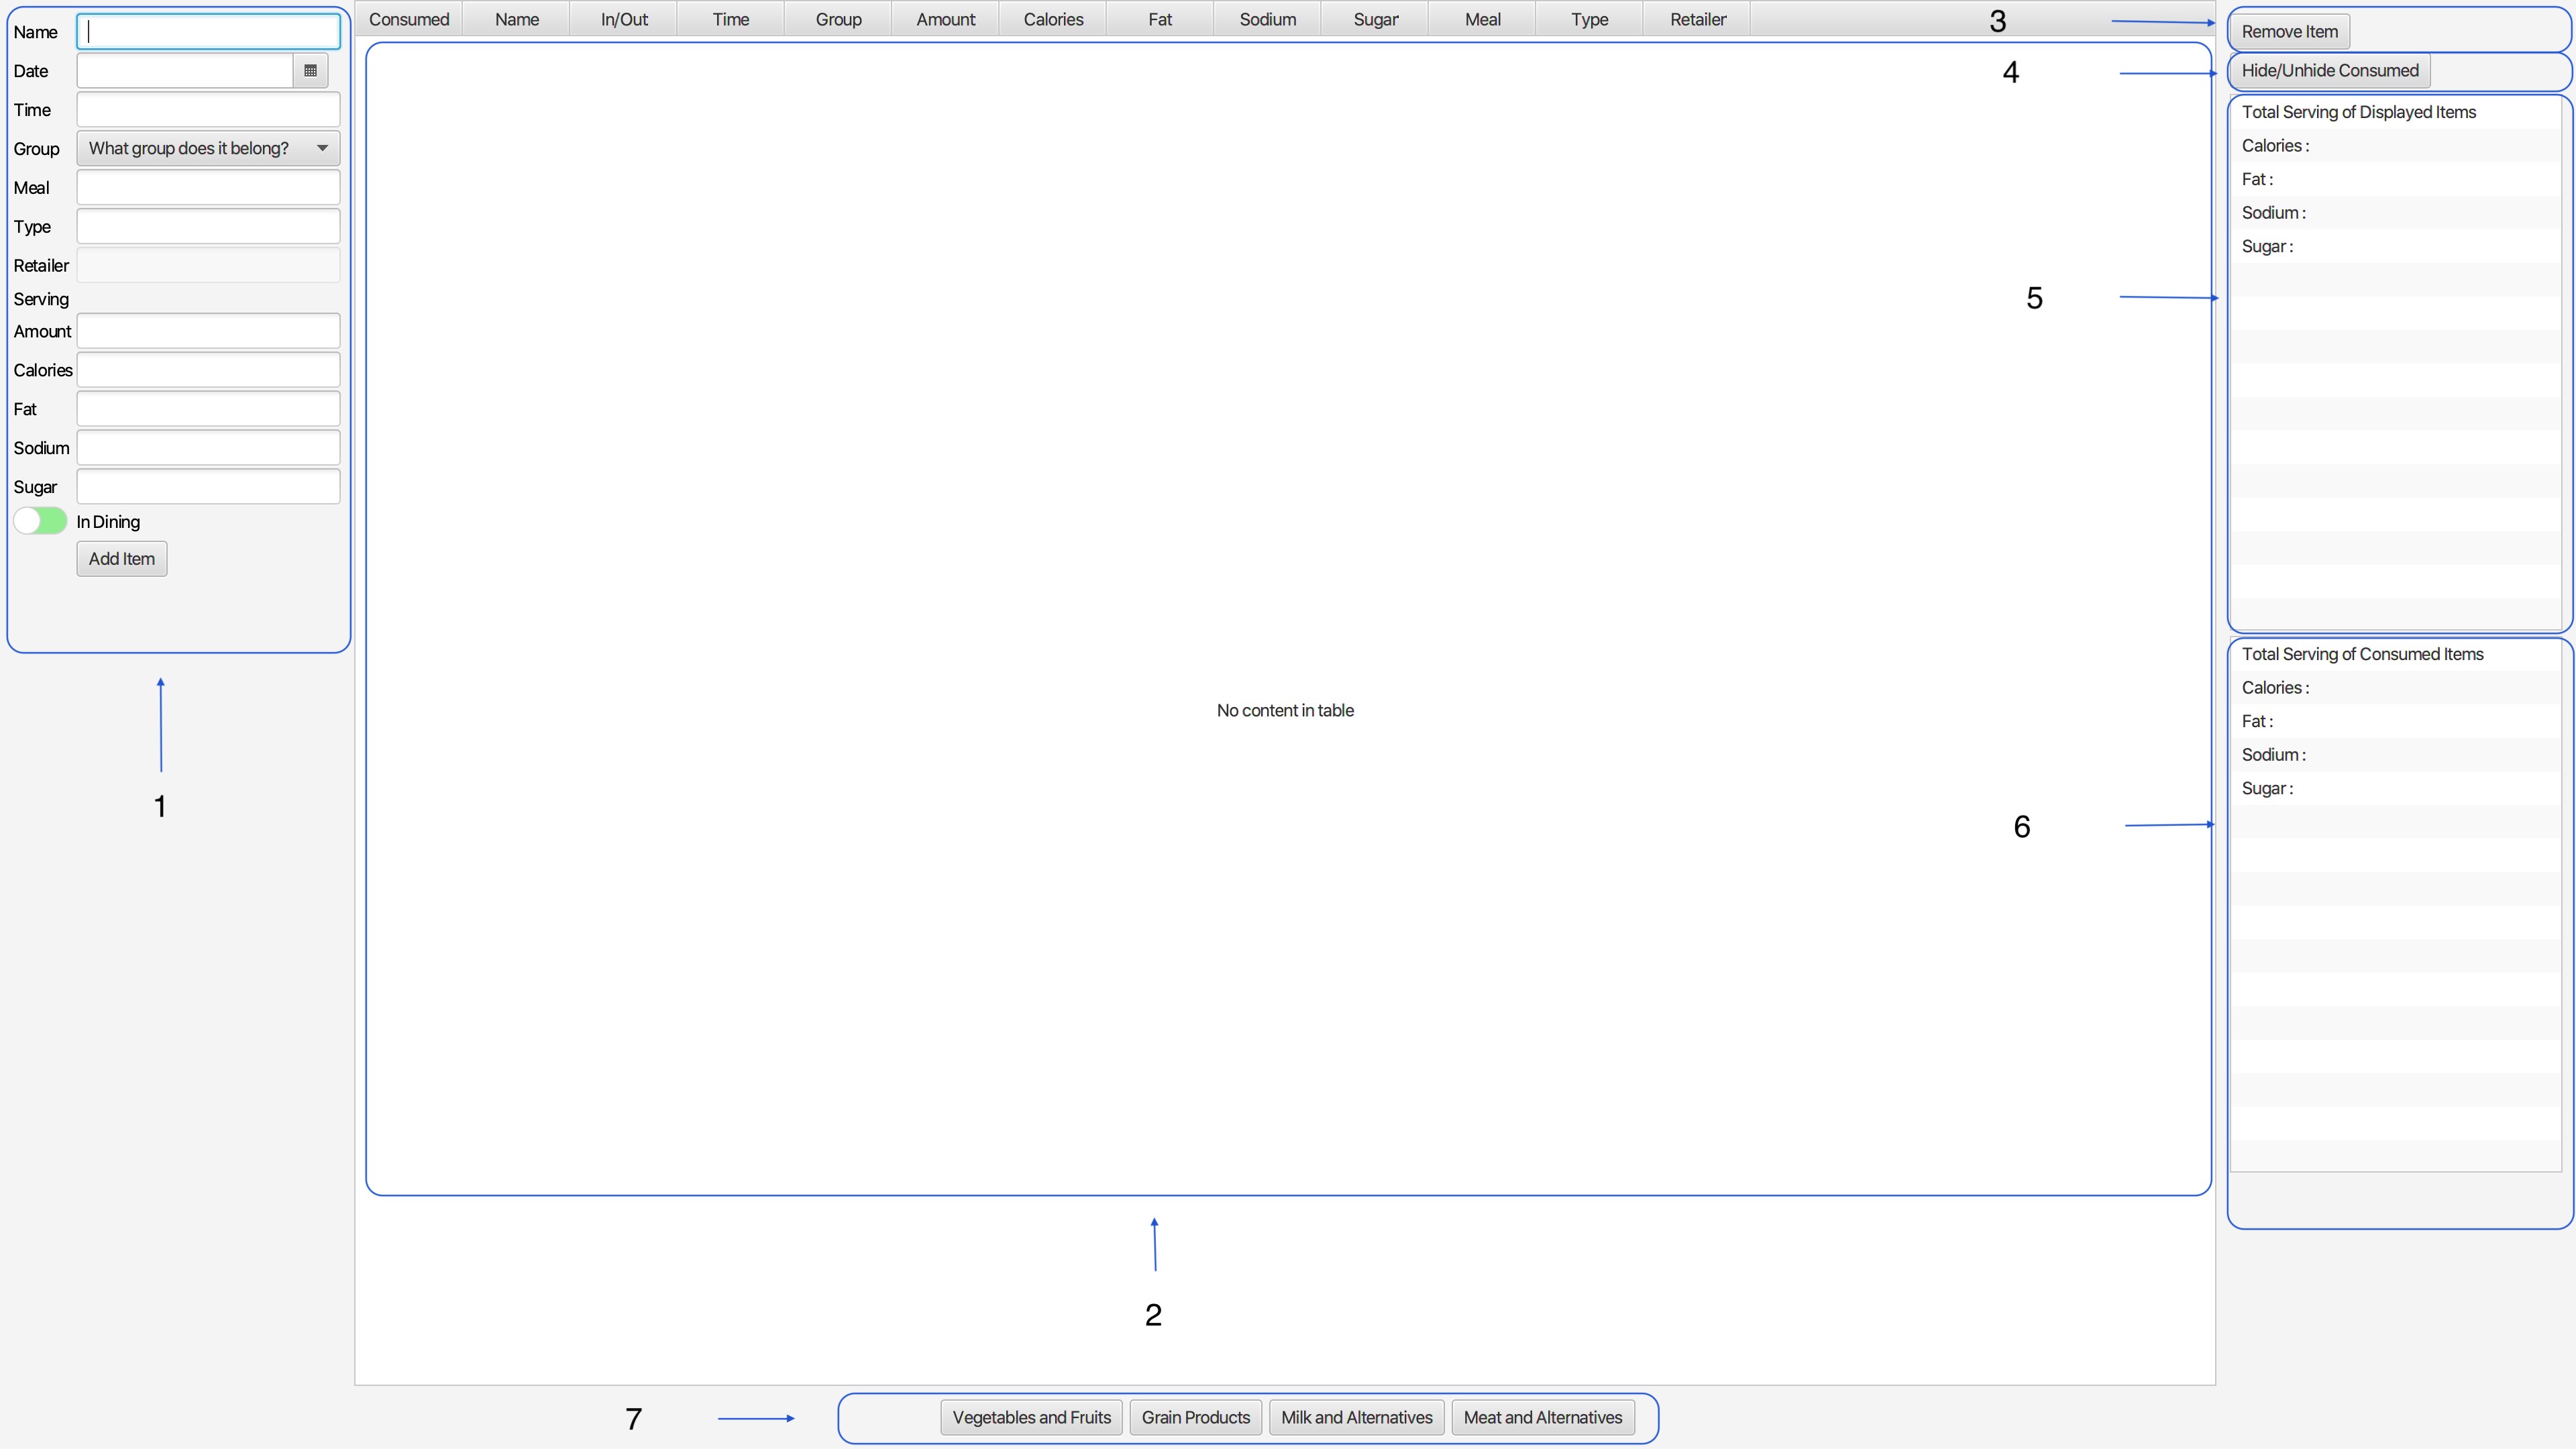 Name
Date
Time
Group What group does it belong?
Meal
Type
Retailer
Serving
Amount
Calories
Fat
Sodium
Sugar
In Dining
Add Item
1
Consumed Name In/Out Time Group Amount Calories Fat Sodium Sugar Meal Type Retailer
No content in table
2
3
Remove Item
4
Hide/Unhide Consumed
5
Total Serving of Displayed Items
Calories :
Fat :
Sodium :
Sugar :
6
Total Serving of Consumed Items
Calories :
Fat :
Sodium :
Sugar :
7
Vegetables and Fruits Grain Products Milk and Alternatives Meat and Alternatives